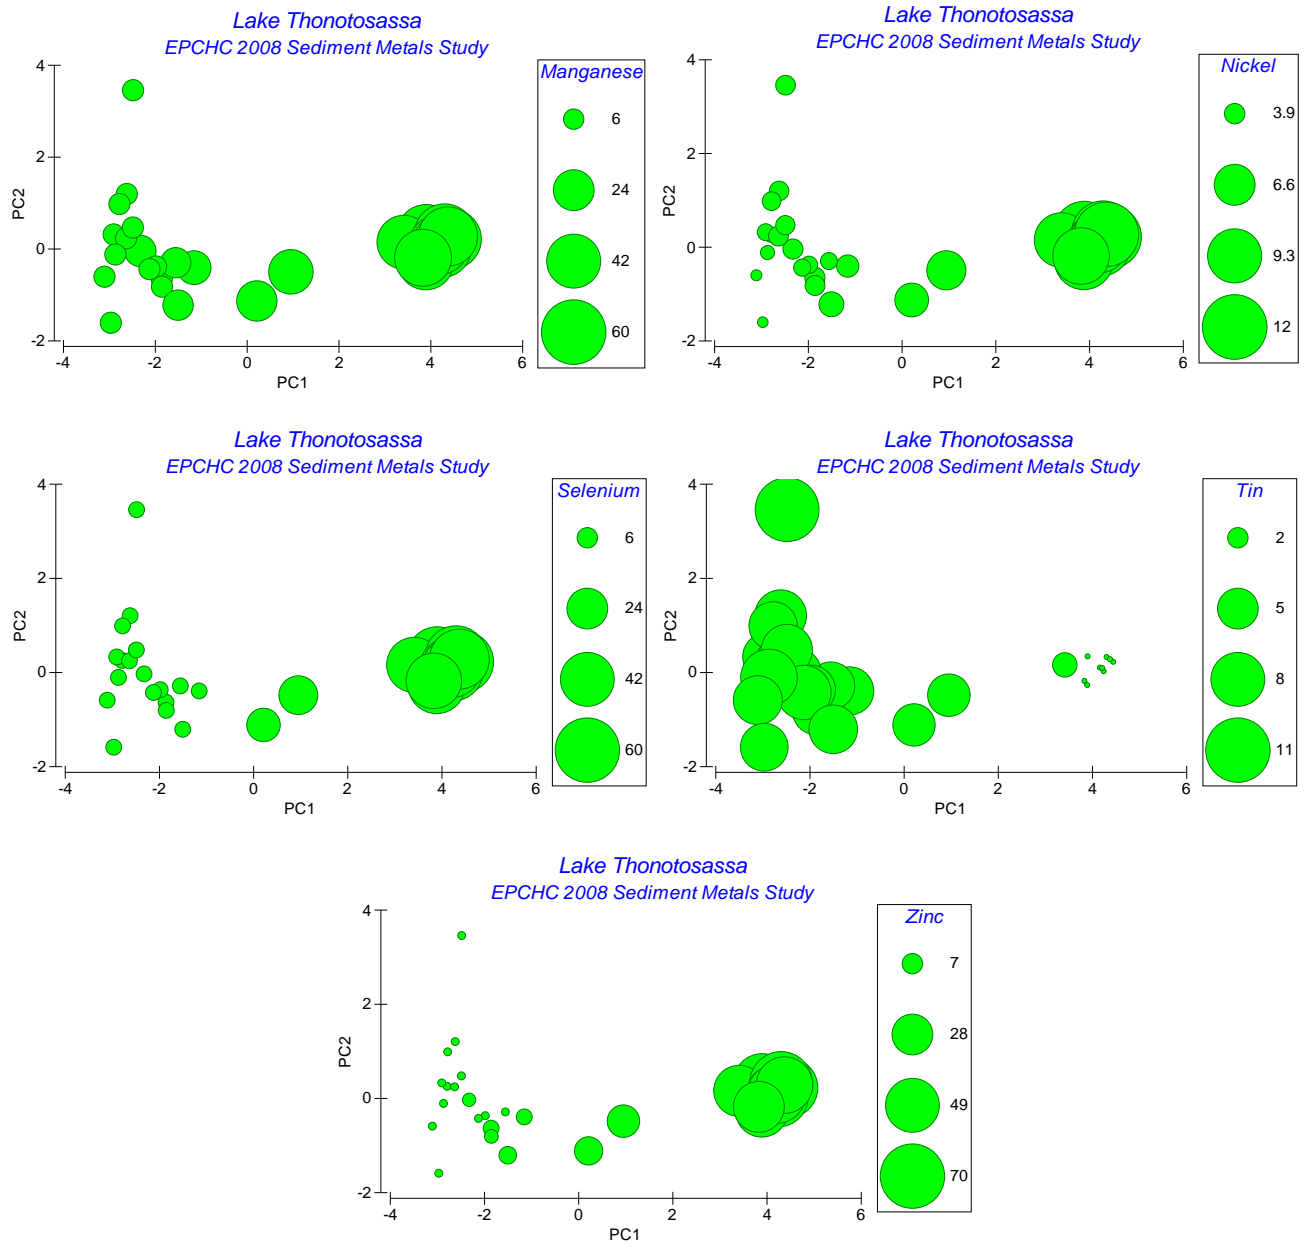 Lake Thonotosassa
EPCHC 2008 Sediment Metals Study
Manganese
6
24
42
60
4
2
0
-2
PC2
-4 -2 0 2 4 6
PC1
Lake Thonotosassa
EPCHC 2008 Sediment Metals Study
Nickel
3.9
6.6
9.3
12
4
2
0
-2
PC2
-4 -2 0 2 4 6
PC1
Lake Thonotosassa
EPCHC 2008 Sediment Metals Study
Selenium
6
24
42
60
4
2
0
-2
PC2
-4 -2 0 2 4 6
PC1
Lake Thonotosassa
EPCHC 2008 Sediment Metals Study
Tin
2
5
8
11
4
2
0
-2
PC2
-4 -2 0 2 4 6
PC1
Lake Thonotosassa
EPCHC 2008 Sediment Metals Study
Zinc
7
28
49
70
4
2
0
-2
PC2
-4 -2 0 2 4 6
PC1